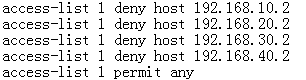 access-list 1 deny host 192.168.10.2
access-list 1 deny host 192.168.20.2
access-list 1 deny host 192.168.30.2
access-list 1 deny host 192.168.40.2
access-list 1 permit any